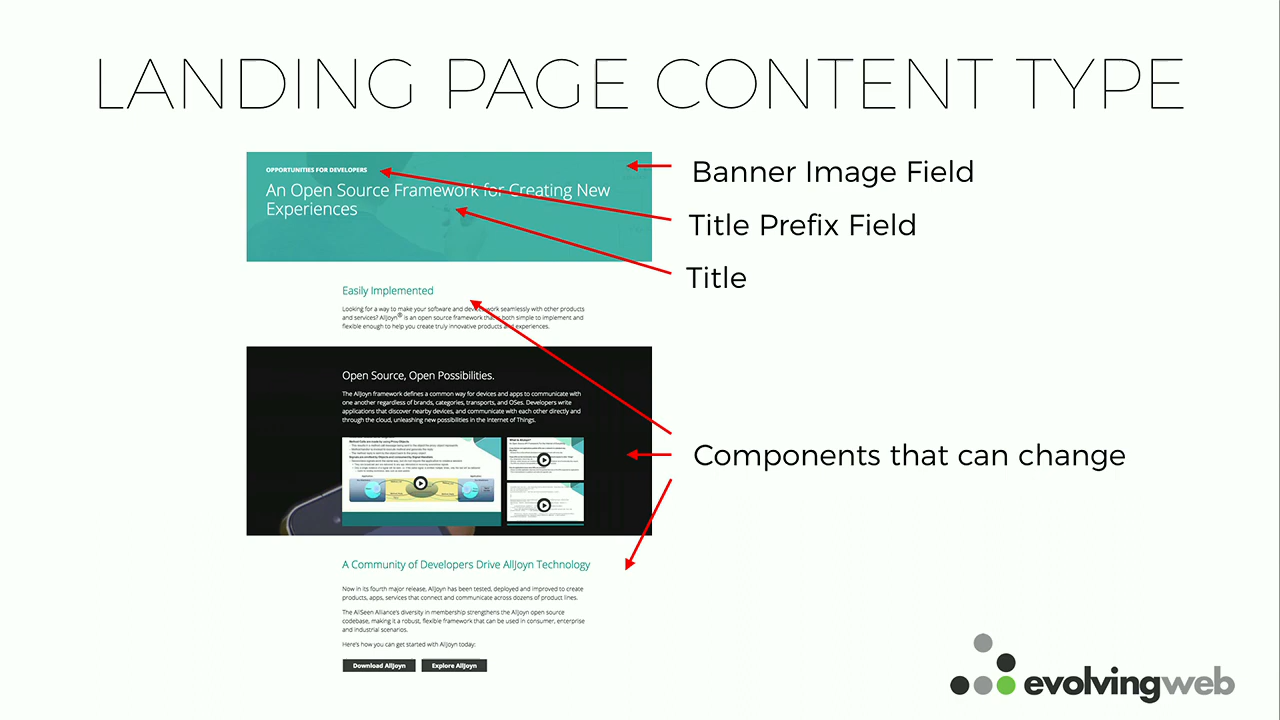 LANDING PAGE CONTENT TYPE
OPPORTUNITIES FOR DEVELOPERS
An Open Source Framework for Creating New
Experiences
Banner Image Field
Title Prefix Field
Title
Easily Implemented
Looking for a way to make your software and devices work seamlessly with other products
and services? AllJoyn® is an open source framework that is both simple to implement and
flexible enough to help you create truly innovative products and experiences.
Open Source, Open Possibilities.
The AllJoyn framework defines a common way for devices and apps to communicate with
one another regardless of brands, categories, transports, and OSes. Developers write
applications that discover nearby devices, and communicate with each other directly and
through the cloud, unleashing new possibilities in the Internet of Things.
Components that can change
A Community of Developers Drive AllJoyn Technology
Now in its fourth major release, AllJoyn has been tested, deployed and improved to create
products, apps, services that connect and communicate across dozens of product lines.
The AllSeen Alliance's diversity in membership strengthens the AllJoyn open source
codebase, making it a robust, flexible framework that can be used in consumer, enterprise
and industrial scenarios.
Here's how you can get started with AllJoyn today:
Download AllJoyn
Explore AllJoyn
evolvingweb